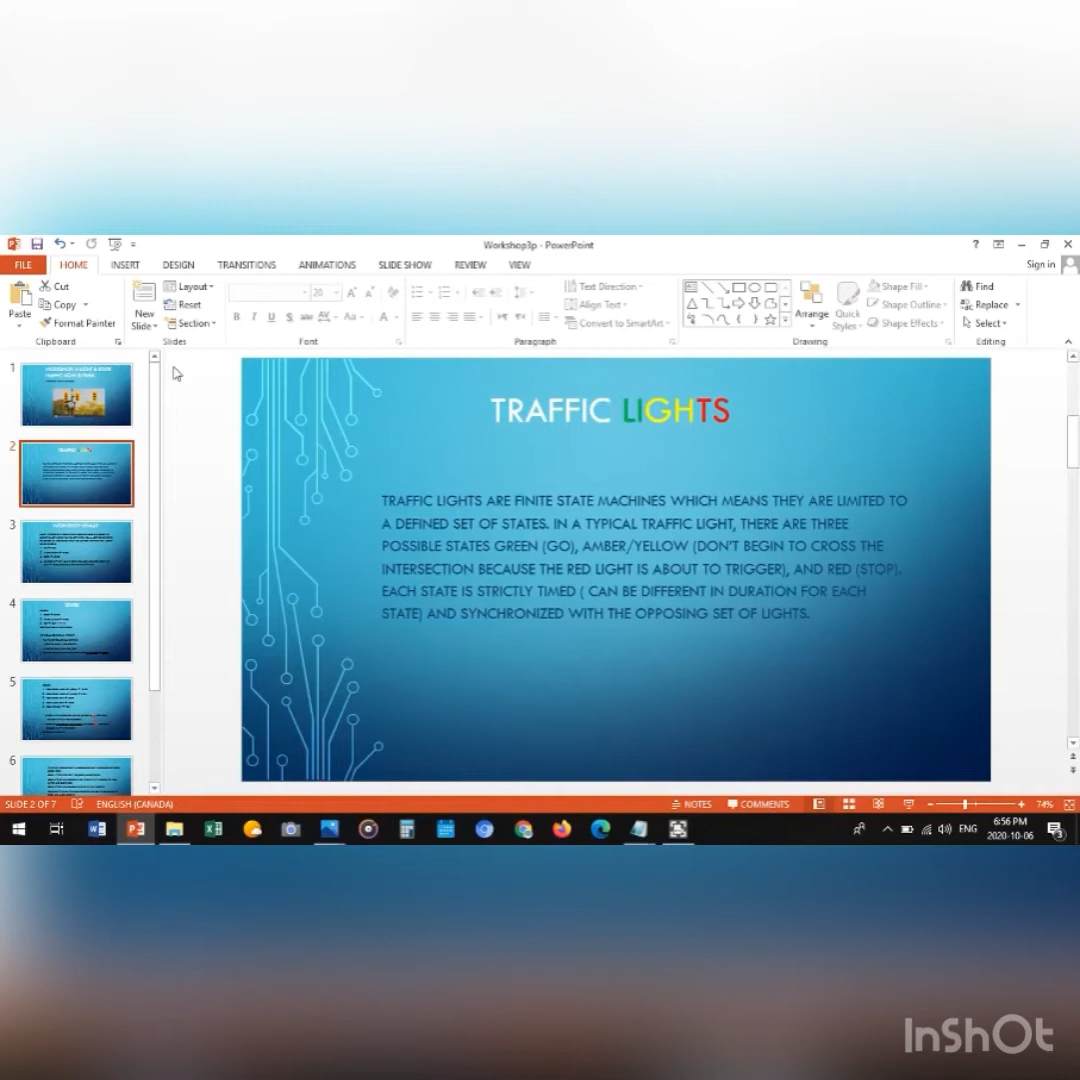 Workshop3p - PowerPoint
FILE HOME INSERT DESIGN TRANSITIONS ANIMATIONS SLIDE SHOW REVIEW VIEW Sign in
Paste
Cut
Copy
Format Painter
Clipboard
New
Slide
Layout
Reset
Section
Slides
20
Font
Paragraph
Text Direction
Align Text
Convert to SmartArt
Arrange
Quick
Styles
Shape Fill
Shape Outline
Shape Effects
Drawing
Find
Replace
Select
Editing
1
2
3
4
5
6
TRAFFIC LIGHTS
TRAFFIC LIGHTS ARE FINITE STATE MACHINES WHICH MEANS THEY ARE LIMITED TO
A DEFINED SET OF STATES. IN A TYPICAL TRAFFIC LIGHT, THERE ARE THREE
POSSIBLE STATES GREEN (GO), AMBER/YELLOW (DON'T BEGIN TO CROSS THE
INTERSECTION BECAUSE THE RED LIGHT IS ABOUT TO TRIGGER), AND RED (STOP).
EACH STATE IS STRICTLY TIMED ( CAN BE DIFFERENT IN DURATION FOR EACH
STATE) AND SYNCHRONIZED WITH THE OPPOSING SET OF LIGHTS.
SLIDE 2 OF 7 ENGLISH (CANADA) NOTES COMMENTS 74%
ENG
6:56 PM
2020-10-06
InShOt